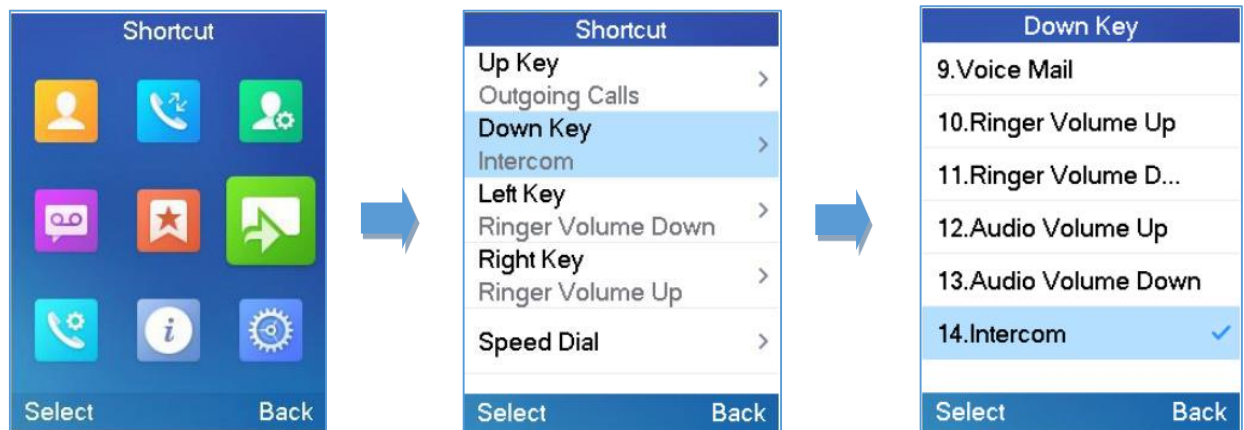 Shortcut
Select Back
Shortcut
Up Key
Outgoing Calls
Down Key
Intercom
Left Key
Ringer Volume Down
Right Key
Ringer Volume Up
Speed Dial
Select Back
Down Key
9.Voice Mail
10.Ringer Volume Up
11.Ringer Volume D...
12.Audio Volume Up
13.Audio Volume Down
14.Intercom
Select Back